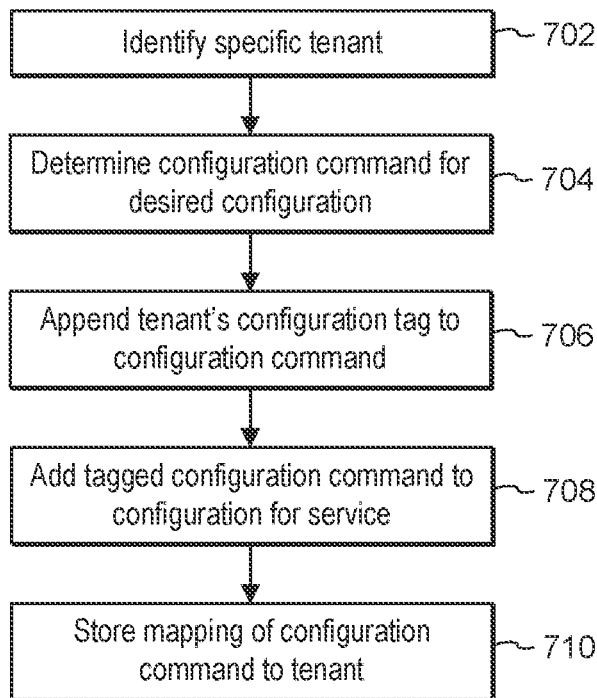 Identify specific tenant
702
Determine configuration command for
desired configuration
704
Append tenant's configuration tag to
configuration command
706
Add tagged configuration command to
configuration for service
708
Store mapping of configuration
command to tenant
710